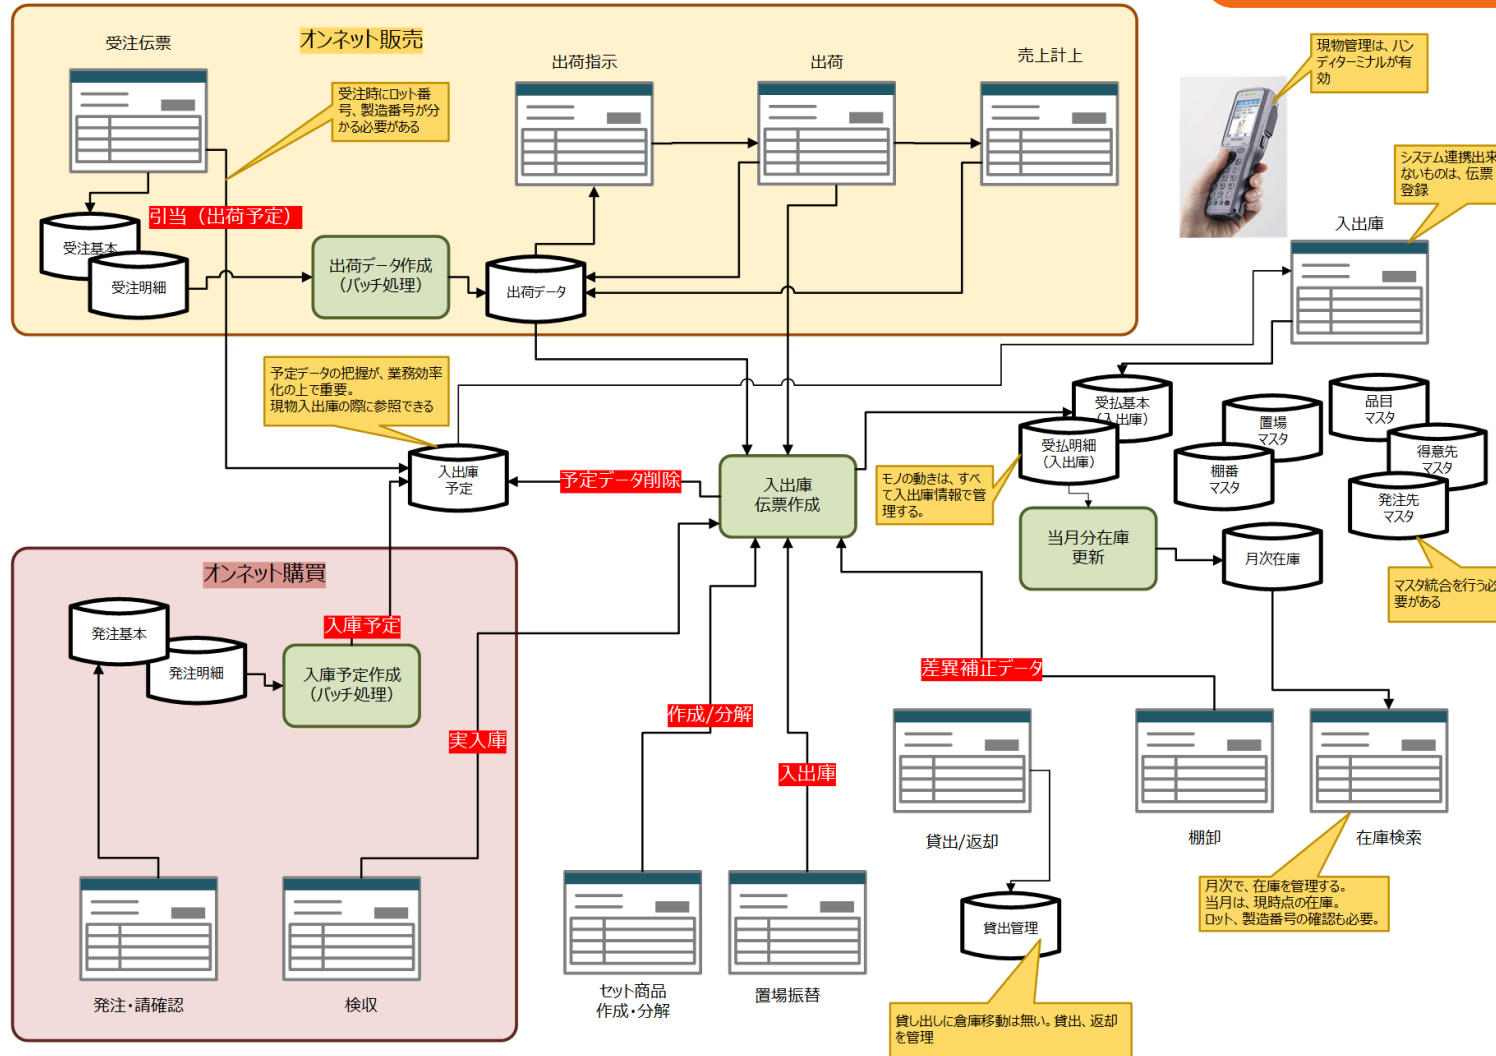 オンネット販売
受注伝票
出荷指示
出荷
売上計上
受注時にロット番
号、製造番号が分
かる必要がある
現物管理は、ハン
ディターミナルが有
効
システム連携出来
ないものは、伝票
登録
入出庫
引当（出荷予定）
受注基本
受注明細
出荷データ作成
（バッチ処理）
出荷データ
予定データの把握が、業務効率
化の上で重要。
現物入出庫の際に参照できる
入出庫
予定
予定データ削除
入出庫
伝票作成
モノの動きは、すべ
て入出庫情報で管
理する。
受払基本
（入出庫）
受払明細
（入出庫）
当月分在庫
更新
月次在庫
置場
マスタ
棚番
マスタ
品目
マスタ
得意先
マスタ
発注先
マスタ
マスタ統合を行う必
要がある
オンネット購買
発注基本
発注明細
入庫予定
入庫予定作成
（バッチ処理）
実入庫
発注・請確認
検収
作成/分解
入出庫
差異補正データ
セット商品
作成・分解
置場振替
貸出/返却
貸出管理
貸し出しに倉庫移動は無い。貸出、返却
を管理
棚卸
在庫検索
月次で、在庫を管理する。
当月は、現時点の在庫。
ロット、製造番号の確認も必要。